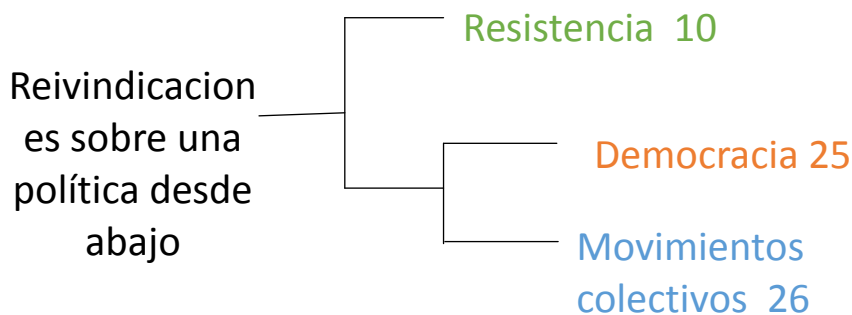 Resistencia 10
Reivindicacion
es sobre una
política desde
abajo
Democracia 25
Movimientos
colectivos 26